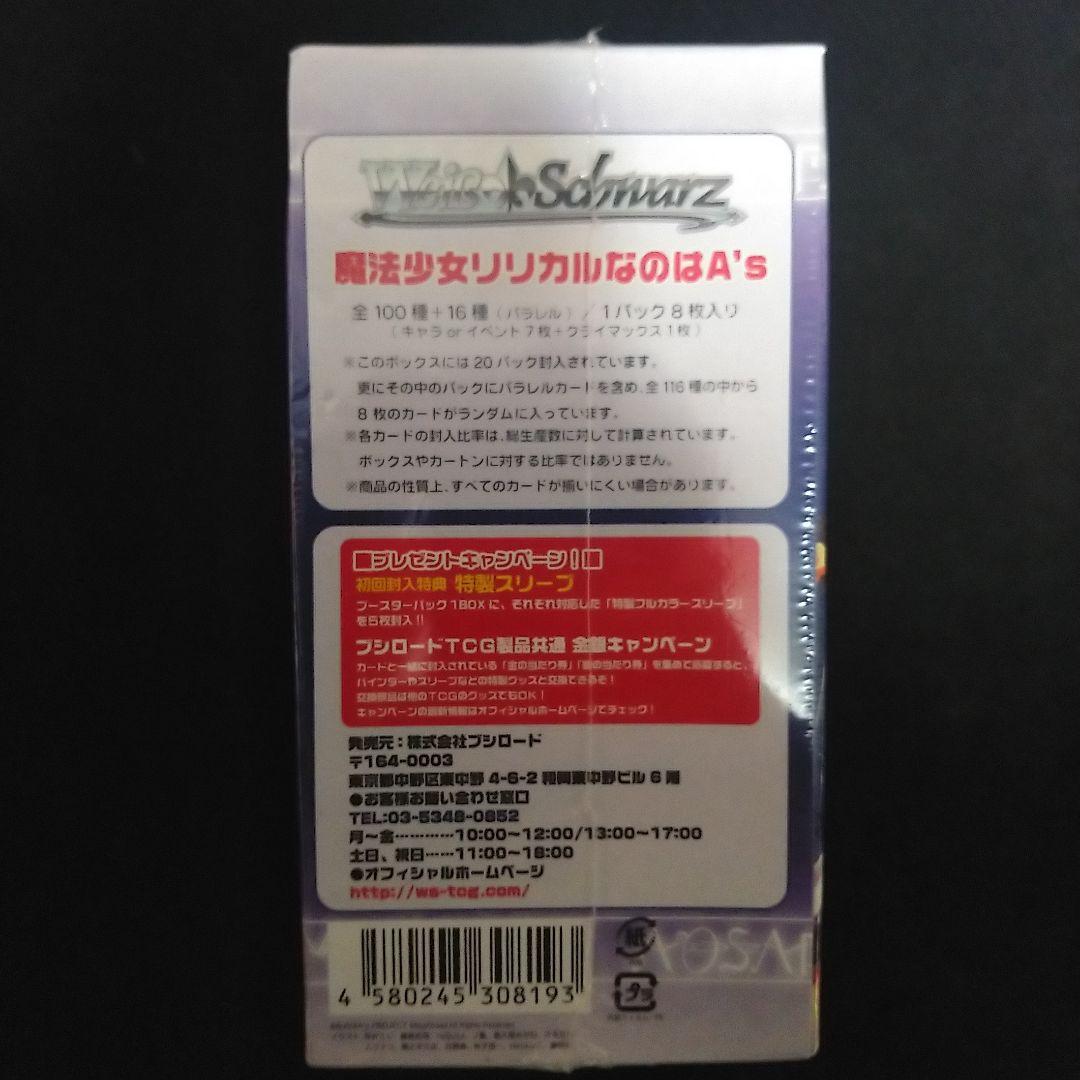 Weiß Schwarz
魔法少女リリカルなのはA's
全100種+16種(パラレル)/1パック8枚入り
(キャラorイベント7枚+クライマックス1枚)
※このボックスには20パック封入されています。
更にその中のパックにパラレルカードを含め、全116種の中から
8枚のカードがランダムに入っています。
※各カードの封入比率は、総生産数に対して計算されています。
ボックスやカートンに対する比率ではありません。
※商品の性質上、すべてのカードが揃いにくい場合があります。
■プレゼントキャンペーン!■
初回封入特典 特製スリーブ
ブースターパック1BOXに、それぞれ対応した「特製フルカラースリーブ」
を5枚封入!!
ブシロードTCG製品共通 金銀キャンペーン
カードと一緒に封入されている「金の当たり券」「銀の当たり券」を集めて応募すると、
バインダーやスリーブなどの特製グッズと交換できるぞ!
交換景品は他のTCGのグッズでもOK!
キャンペーンの最新情報はオフィシャルホームページでチェック!
発売元:株式会社ブシロード
〒164-0003
東京都中野区東中野4-6-2 和興東中野ビル6階
●お客様お問い合わせ窓口
TEL:03-5348-0852
月〜金…………10:00〜12:00/13:00〜17:00
土日、祝日……11:00〜18:00
●オフィシャルホームページ
http://ws-tcg.com/
紙
プラ
4 580245 308193